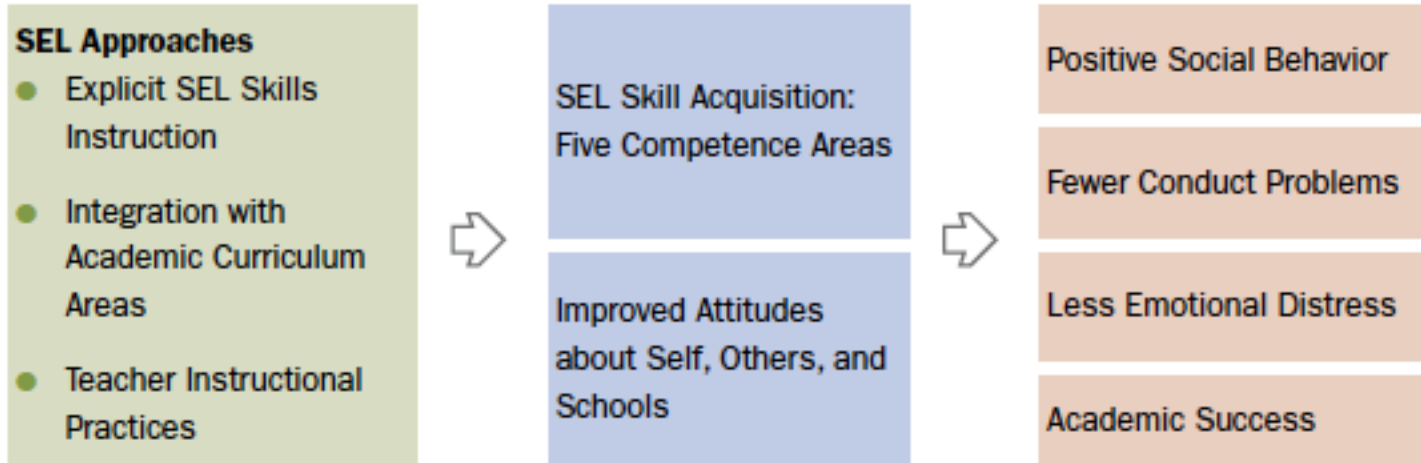 SEL Approaches
Explicit SEL Skills
Instruction
Integration with
Academic Curriculum
Areas
Teacher Instructional
Practices
SEL Skill Acquisition:
Five Competence Areas
Improved Attitudes
about Self, Others, and
Schools
Positive Social Behavior
Fewer Conduct Problems
Less Emotional Distress
Academic Success